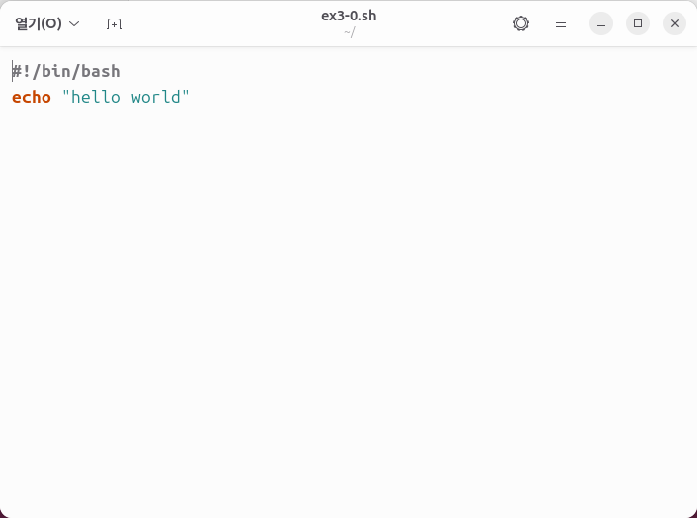 열기(O)
ex3-0.sh
~/
#!/bin/bash
echo "hello world"